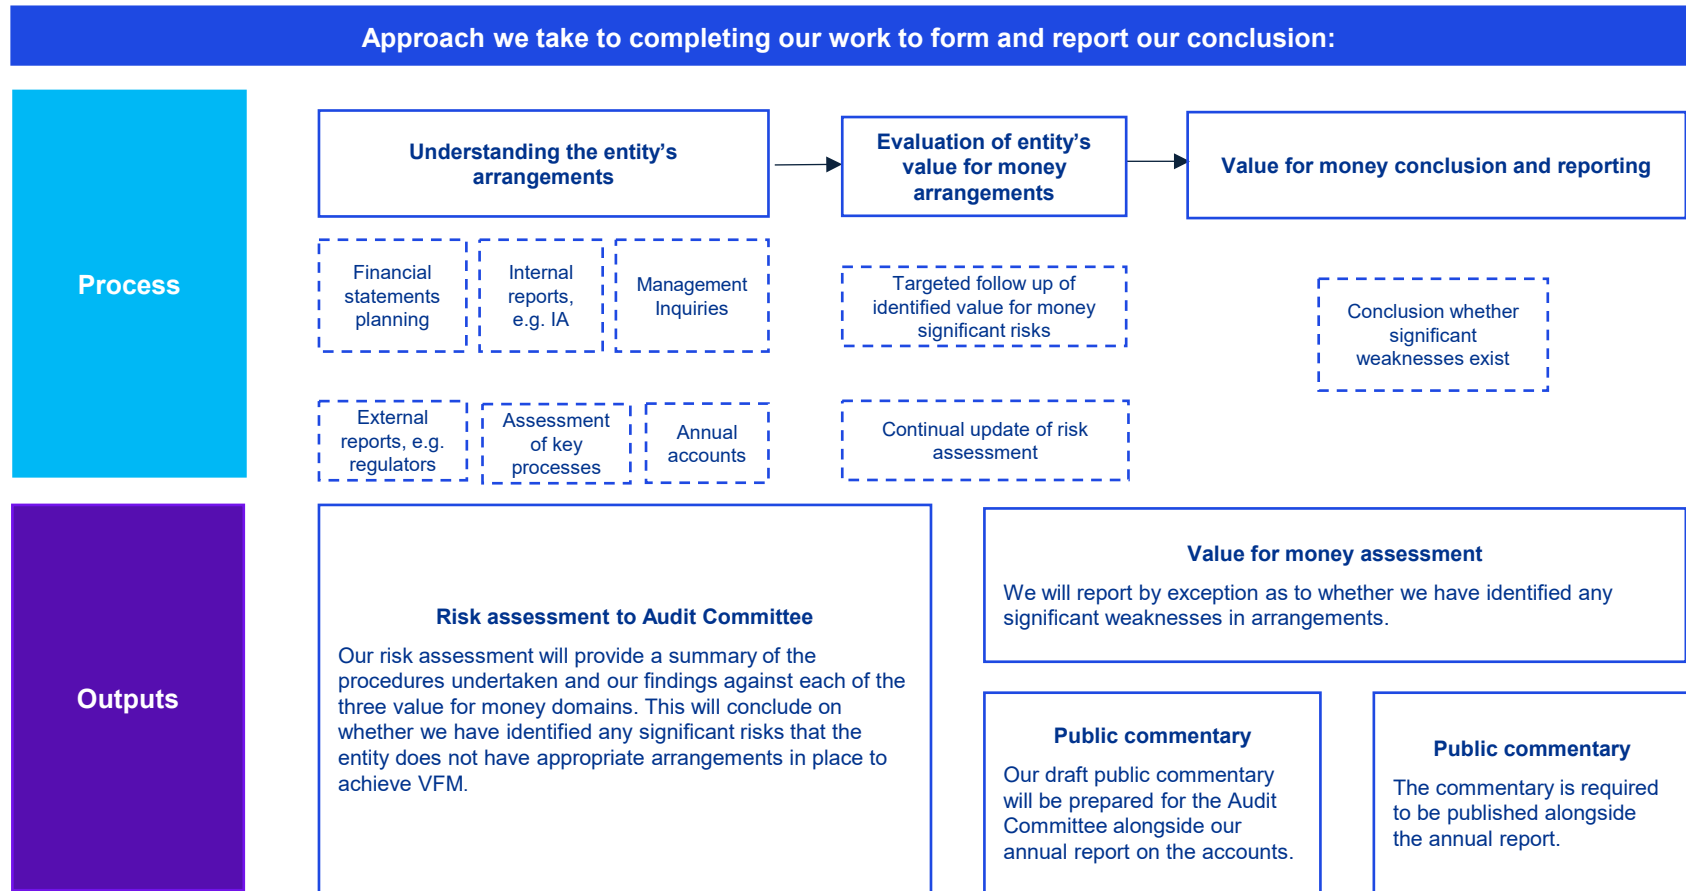 Approach we take to completing our work to form and report our conclusion:
Process
Understanding the entity’s
arrangements
Evaluation of entity’s
value for money
arrangements
Value for money conclusion and reporting
Financial
statements
planning
Internal
reports,
e.g. IA
Management
Inquiries
Targeted follow up of
identified value for money
significant risks
Conclusion whether
significant
weaknesses exist
External
reports, e.g.
regulators
Assessment
of key
processes
Annual
accounts
Continual update of risk
assessment
Outputs
Risk assessment to Audit Committee
Our risk assessment will provide a summary of the
procedures undertaken and our findings against each of the
three value for money domains. This will conclude on
whether we have identified any significant risks that the
entity does not have appropriate arrangements in place to
achieve VFM.
Value for money assessment
We will report by exception as to whether we have identified any
significant weaknesses in arrangements.
Public commentary
Our draft public commentary
will be prepared for the Audit
Committee alongside our
annual report on the accounts.
Public commentary
The commentary is required
to be published alongside
the annual report.